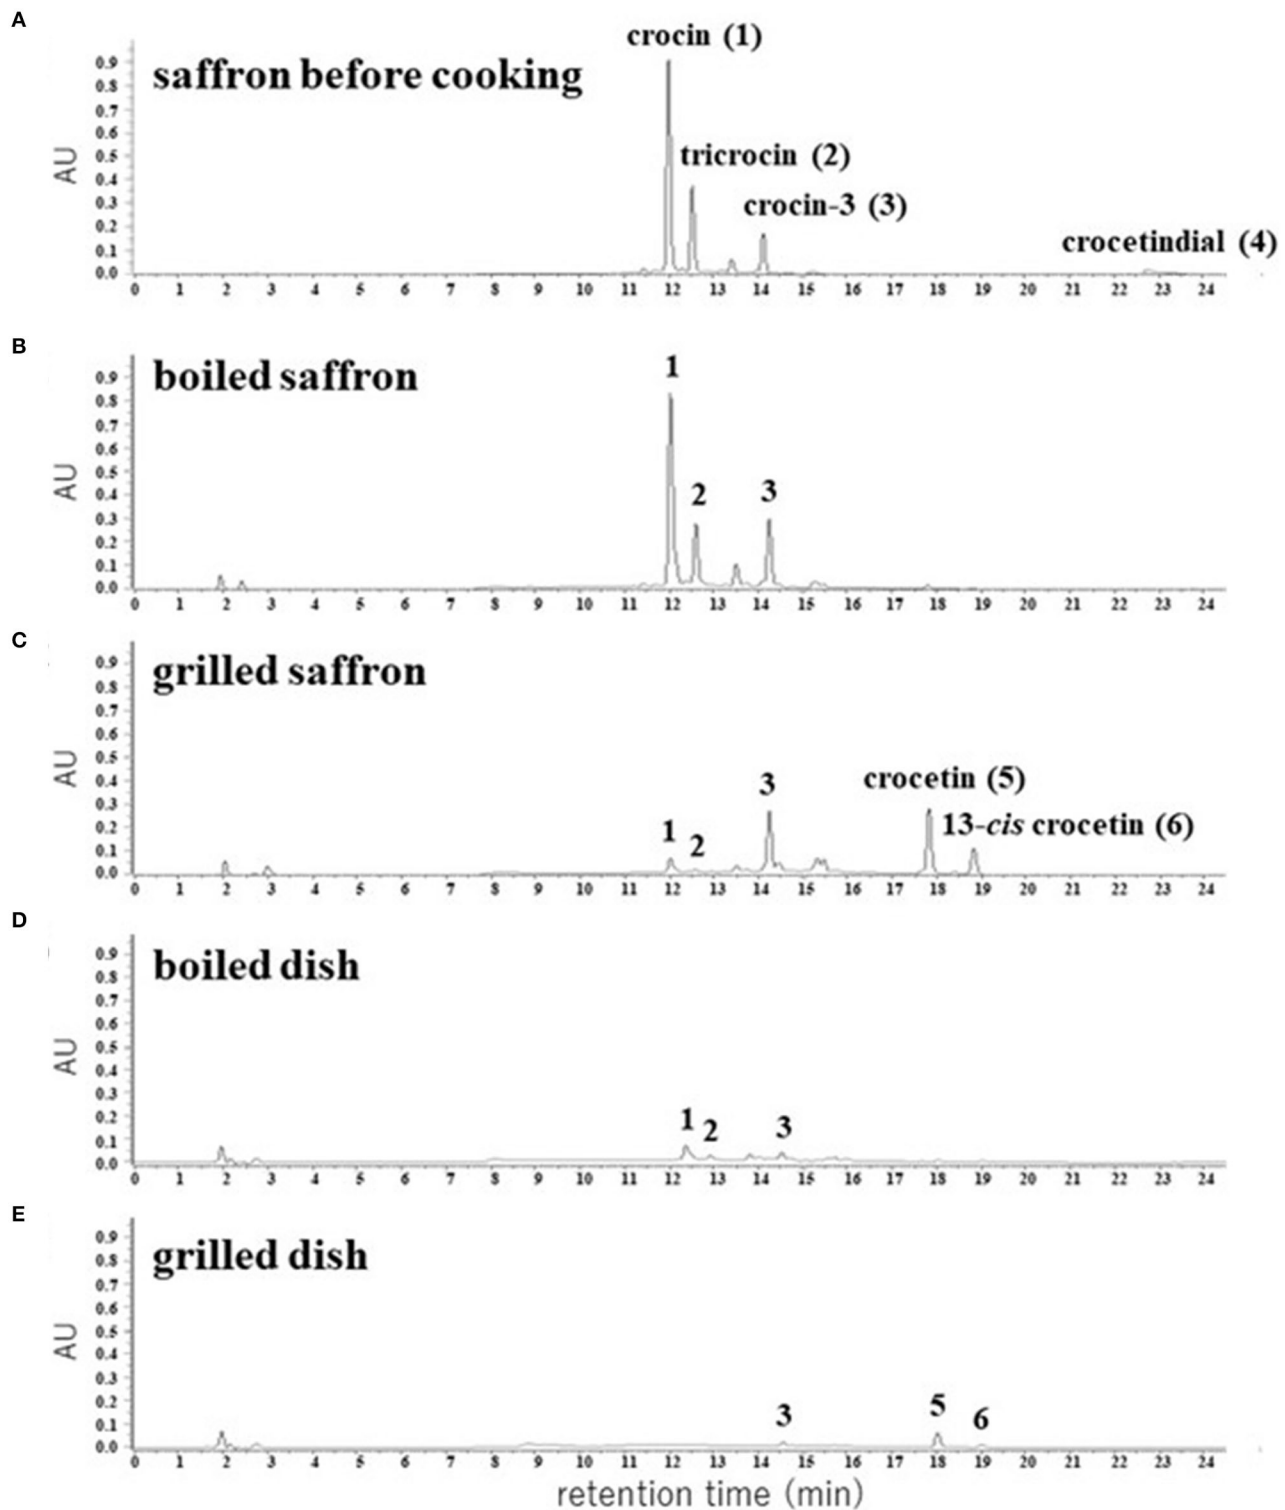 A
crocin (1)
saffron before cooking
tricrocin (2)
crocin-3 (3)
crocetindial (4)
AU
0.9
0.8
0.7
0.6
0.5
0.4
0.3
0.2
0.1
0.0
0 1 2 3 4 5 6 7 8 9 10 11 12 13 14 15 16 17 18 19 20 21 22 23 24
B
boiled saffron
1
2
3
AU
0.9
0.8
0.7
0.6
0.5
0.4
0.3
0.2
0.1
0.0
0 1 2 3 4 5 6 7 8 9 10 11 12 13 14 15 16 17 18 19 20 21 22 23 24
C
grilled saffron
1
2
3
crocetin (5)
13-cis crocetin (6)
AU
0.9
0.8
0.7
0.6
0.5
0.4
0.3
0.2
0.1
0.0
0 1 2 3 4 5 6 7 8 9 10 11 12 13 14 15 16 17 18 19 20 21 22 23 24
D
boiled dish
1
2
3
AU
0.9
0.8
0.7
0.6
0.5
0.4
0.3
0.2
0.1
0.0
0 1 2 3 4 5 6 7 8 9 10 11 12 13 14 15 16 17 18 19 20 21 22 23 24
E
grilled dish
3
5
6
AU
0.9
0.8
0.7
0.6
0.5
0.4
0.3
0.2
0.1
0.0
0 1 2 3 4 5 6 7 8 9 10 11 12 13 14 15 16 17 18 19 20 21 22 23 24
retention time (min)